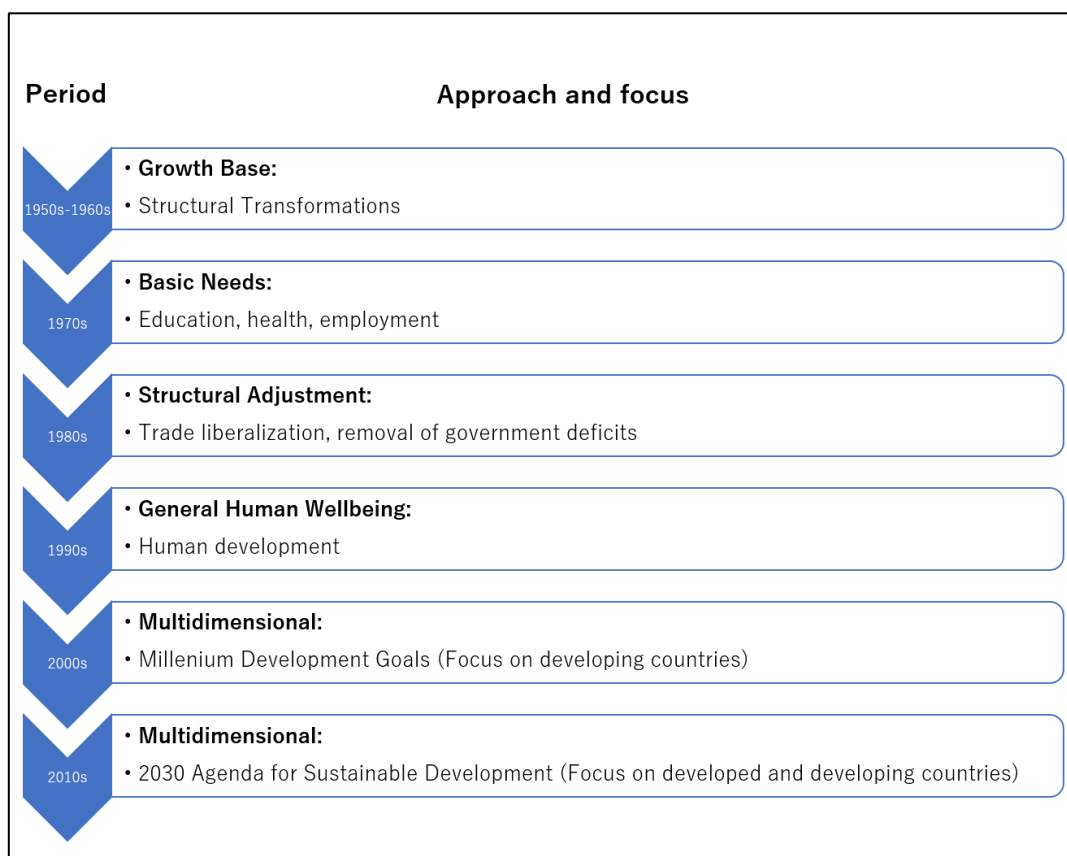 Period Approach and focus
1950s-1960s
• Growth Base:
• Structural Transformations
1970s
• Basic Needs:
• Education, health, employment
1980s
• Structural Adjustment:
• Trade liberalization, removal of government deficits
1990s
• General Human Wellbeing:
• Human development
2000s
• Multidimensional:
• Millenium Development Goals (Focus on developing countries)
2010s
• Multidimensional:
• 2030 Agenda for Sustainable Development (Focus on developed and developing countries)